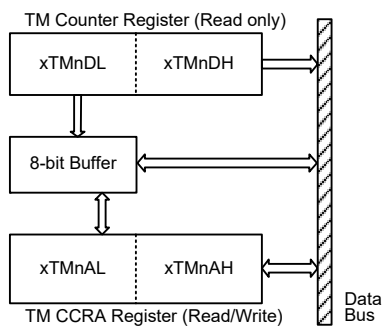 TM Counter Register (Read only)
xTMnDL
xTMnDH
8-bit Buffer
xTMnAL
xTMnAH
TM CCRA Register (Read/Write)
Data
Bus